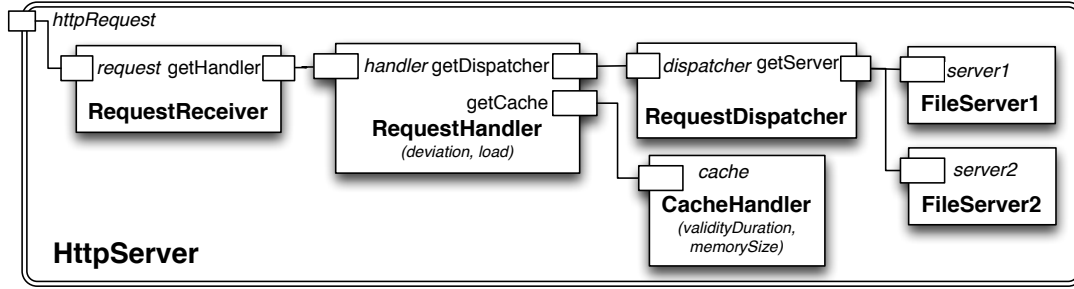 httpRequest
request getHandler
RequestReceiver
handler getDispatcher
getCache
RequestHandler
(deviation, load)
dispatcher getServer
RequestDispatcher
server1
FileServer1
cache
CacheHandler
(validityDuration,
memorySize)
server2
FileServer2
HttpServer